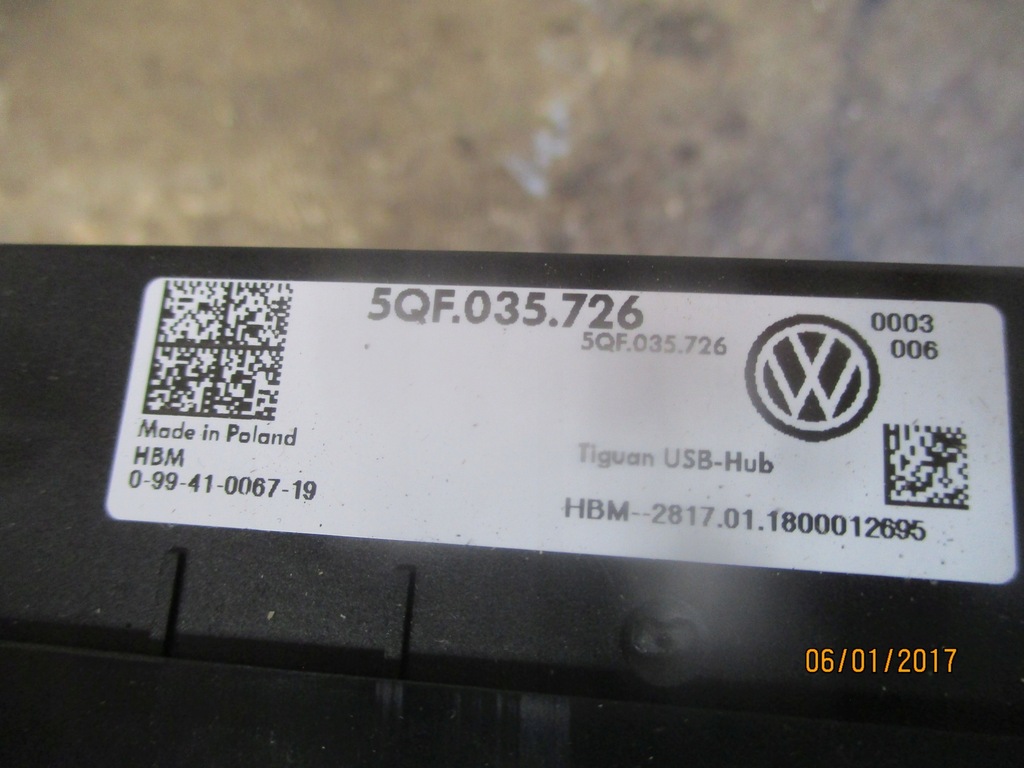 5QF.035.726
5QF.035.726
0003
006
Made in Poland
HBM
0-99-41-0067-19
Tiguan USB-Hub
HBM--2817.01.1800012695
06/01/2017